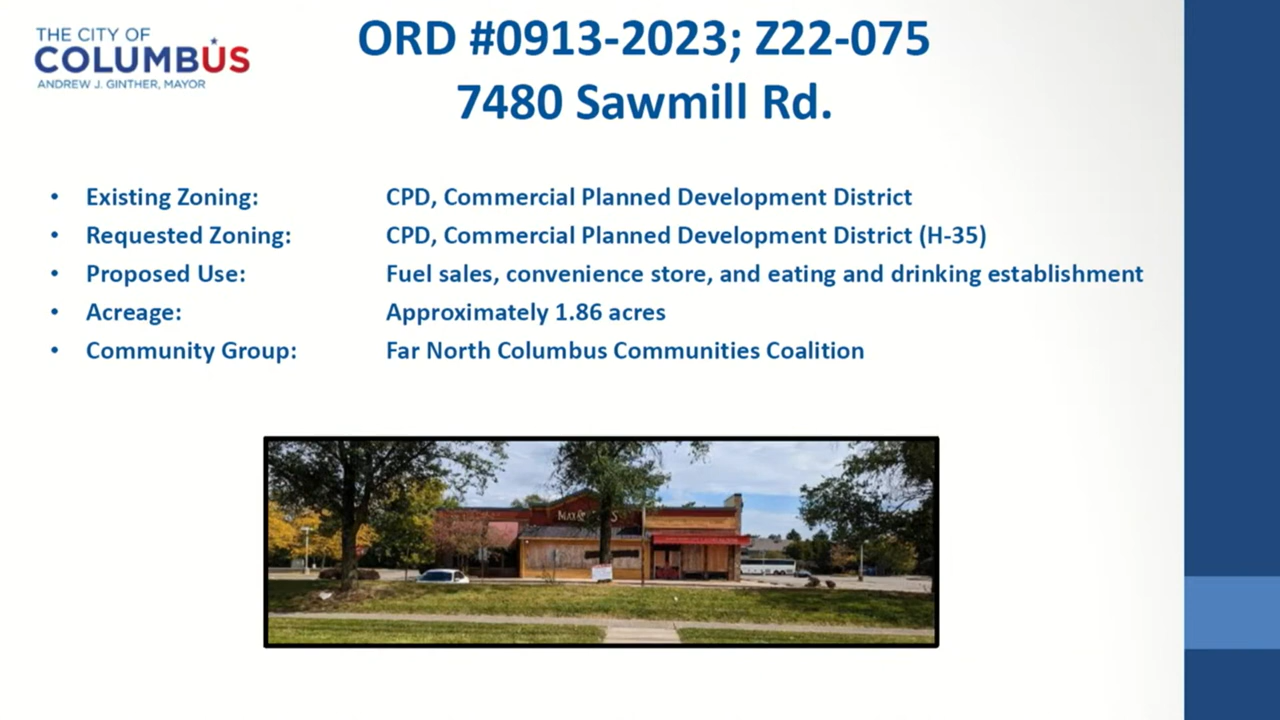 THE CITY OF
COLUMBUS
ANDREW J. GINTHER, MAYOR
ORD #0913-2023; Z22-075
7480 Sawmill Rd.
• Existing Zoning: CPD, Commercial Planned Development District
• Requested Zoning: CPD, Commercial Planned Development District (H-35)
• Proposed Use: Fuel sales, convenience store, and eating and drinking establishment
• Acreage: Approximately 1.86 acres
• Community Group: Far North Columbus Communities Coalition